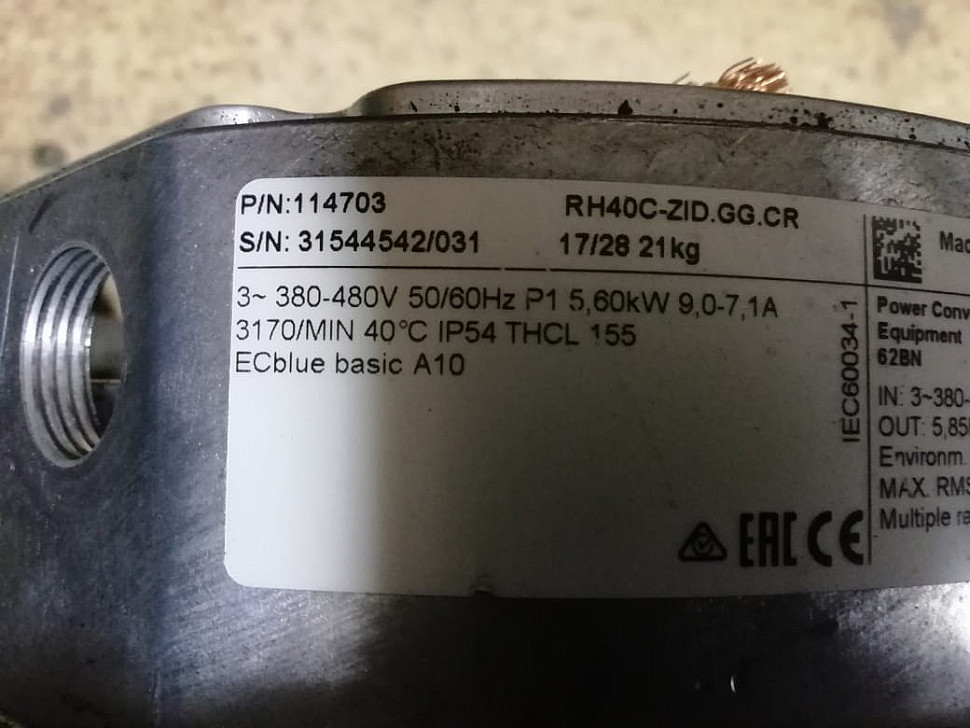 P/N:114703 RH40C-ZID.GG.CR
S/N: 31544542/031 17/28 21kg
3~ 380-480V 50/60Hz P1 5,60kW 9,0-7,1A
3170/MIN 40°C IP54 THCL 155
ECblue basic A10
IEC60034-1
EAC CE
Power Conv
Equipment
62BN
IN: 3~380-
OUT: 5,85
Environm.
MAX. RMS
Multiple ra